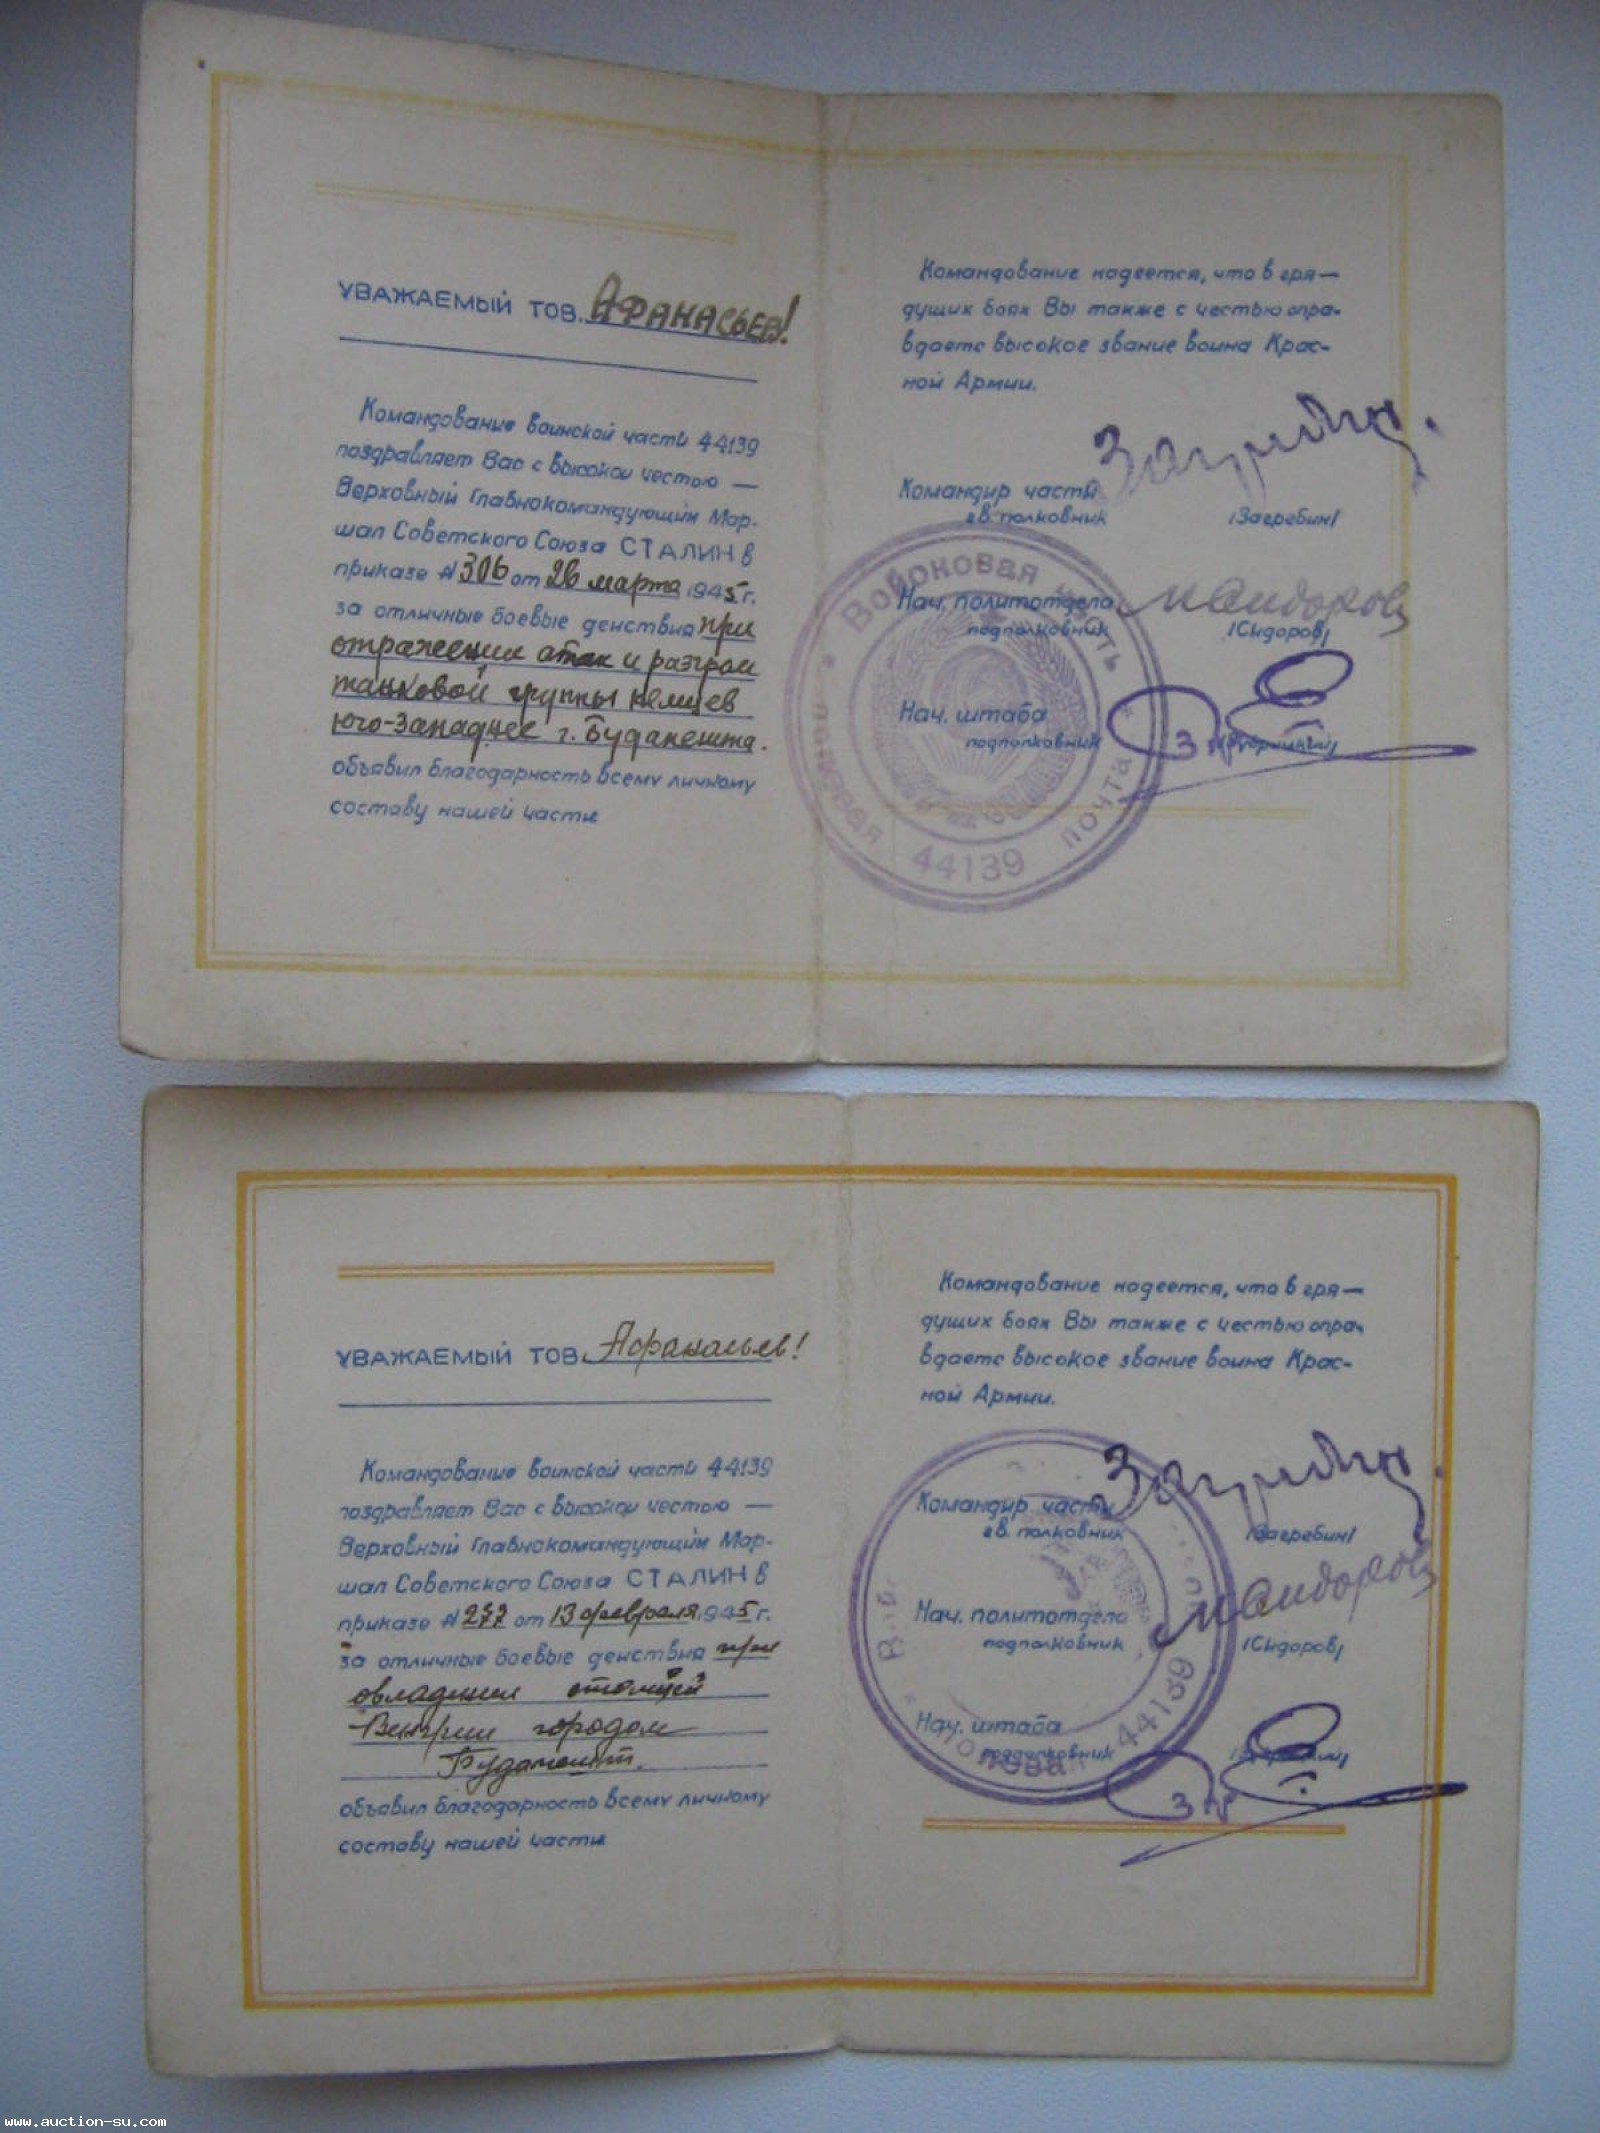 УВАЖАЕМЫЙ ТОВ. АФАНАСЬЕВ!
Командование воинской части 44139
поздравляет Вас с высокой честью —
Верховный Главнокомандующий Мар-
шал Советского Союза СТАЛИН в
приказе № 306 от 26 марта 1945 г.
за отличные боевые действия при
отражении атак и разгром
танковой группы немцев
юго-западнее г. Будапешта.
объявил благодарность всему личному
составу нашей части
Командование надеется, что в гря—
дущих боях Вы также с честью опра-
вдаете высокое звание воина Крас-
ной Армии.
Загребин.
Командир части
гв. полковник /Загребин/
Нач. политотдела
подполковник /Сидоров/
Нач. штаба
подполковник
Войсковая часть
полевая почта
44139
УВАЖАЕМЫЙ ТОВ. Афанасьев!
Командование воинской части 44139
поздравляет Вас с высокой честью —
Верховный Главнокомандующий Мар-
шал Советского Союза СТАЛИН в
приказе № 277 от 13 февраля 1945 г.
за отличные боевые действия при
овладении столицей
Венгрии городом
Будапешт.
объявил благодарность всему личному
составу нашей части
Командование надеется, что в гря—
дущих боях Вы также с честью опра-
вдаете высокое звание воина Крас-
ной Армии.
Загребин.
Командир части
гв. полковник /Загребин/
Нач. политотдела
подполковник /Сидоров/
Нач. штаба
подполковник
44139
www.auction-su.com